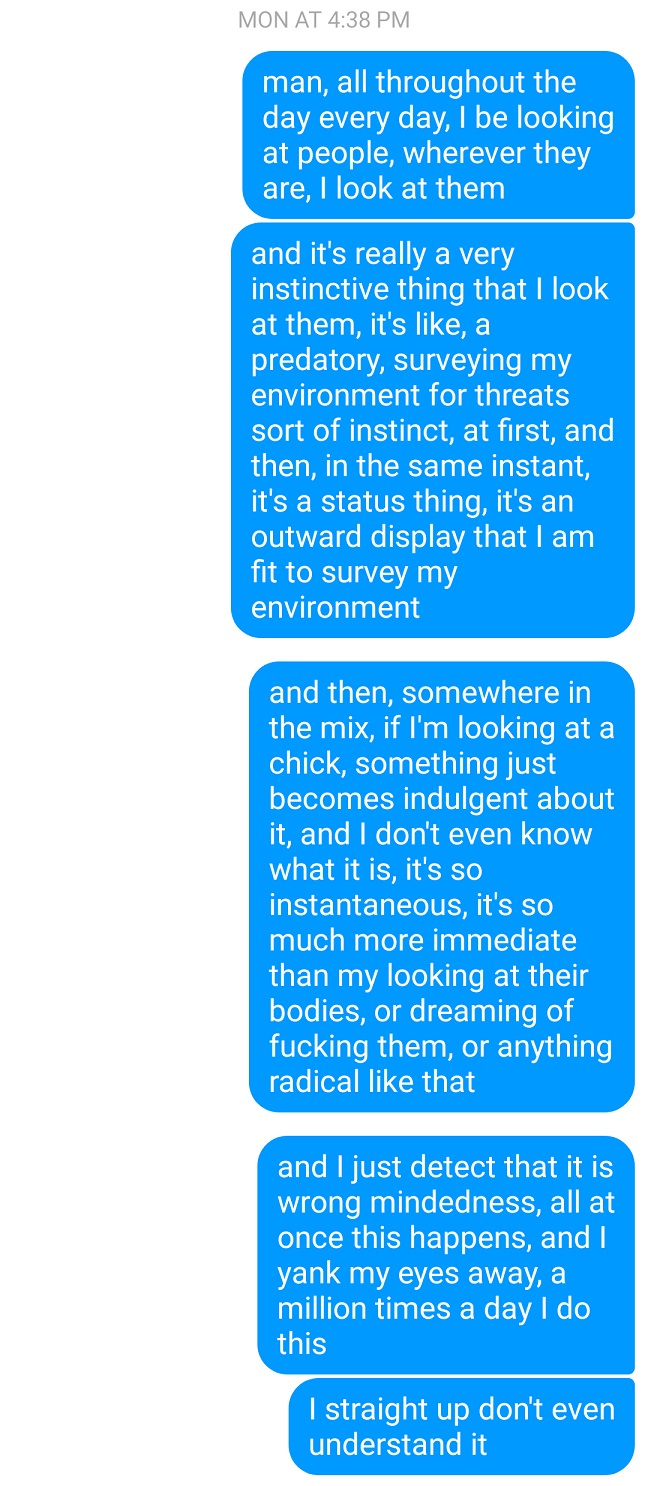 MON AT 4:38 PM
man, all throughout the
day every day, I be looking
at people, wherever they
are, I look at them
and it's really a very
instinctive thing that I look
at them, it's like, a
predatory, surveying my
environment for threats
sort of instinct, at first, and
then, in the same instant,
it's a status thing, it's an
outward display that I am
fit to survey my
environment
and then, somewhere in
the mix, if I'm looking at a
chick, something just
becomes indulgent about
it, and I don't even know
what it is, it's so
instantaneous, it's so
much more immediate
than my looking at their
bodies, or dreaming of
fucking them, or anything
radical like that
and I just detect that it is
wrong mindedness, all at
once this happens, and I
yank my eyes away, a
million times a day I do
this
I straight up don't even
understand it